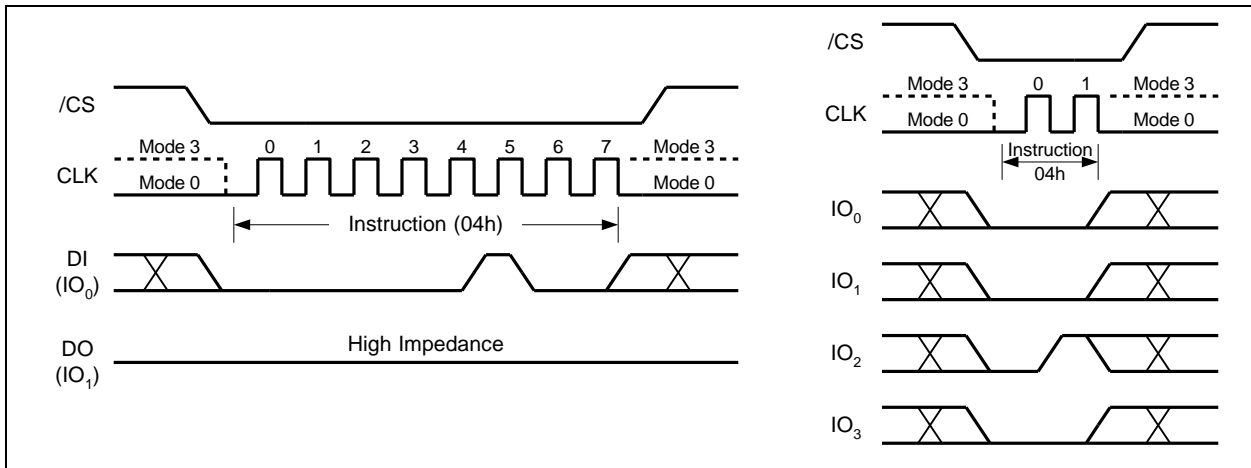 /CS
Mode 3 0 1 2 3 4 5 6 7 Mode 3
CLK
Mode 0 Mode 0
Instruction (04h)
DI
(IO0)
High Impedance
DO
(IO1)
/CS
Mode 3 0 1 Mode 3
CLK
Mode 0 Mode 0
Instruction
04h
IO0
IO1
IO2
IO3